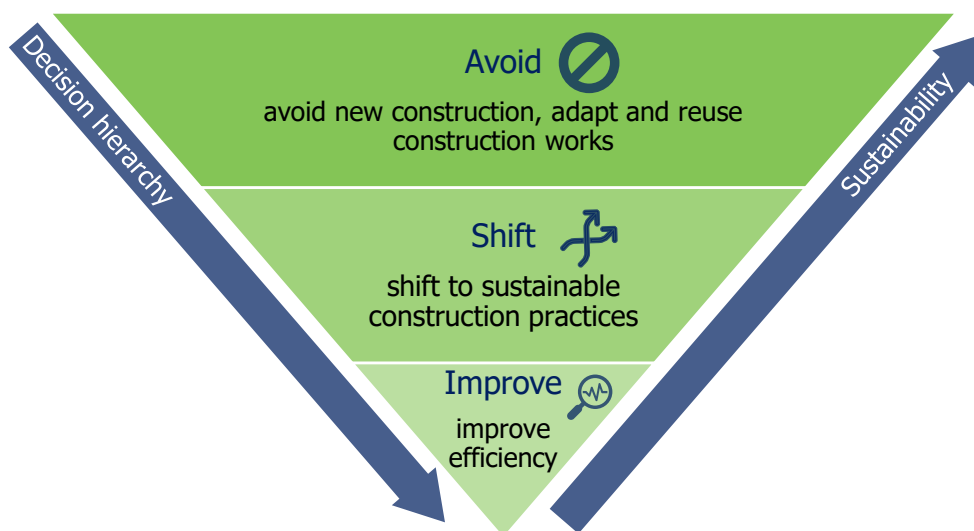 Decision hierarchy
Avoid
avoid new construction, adapt and reuse
construction works
Sustainability
Shift
shift to sustainable
construction practices
Improve
improve
efficiency